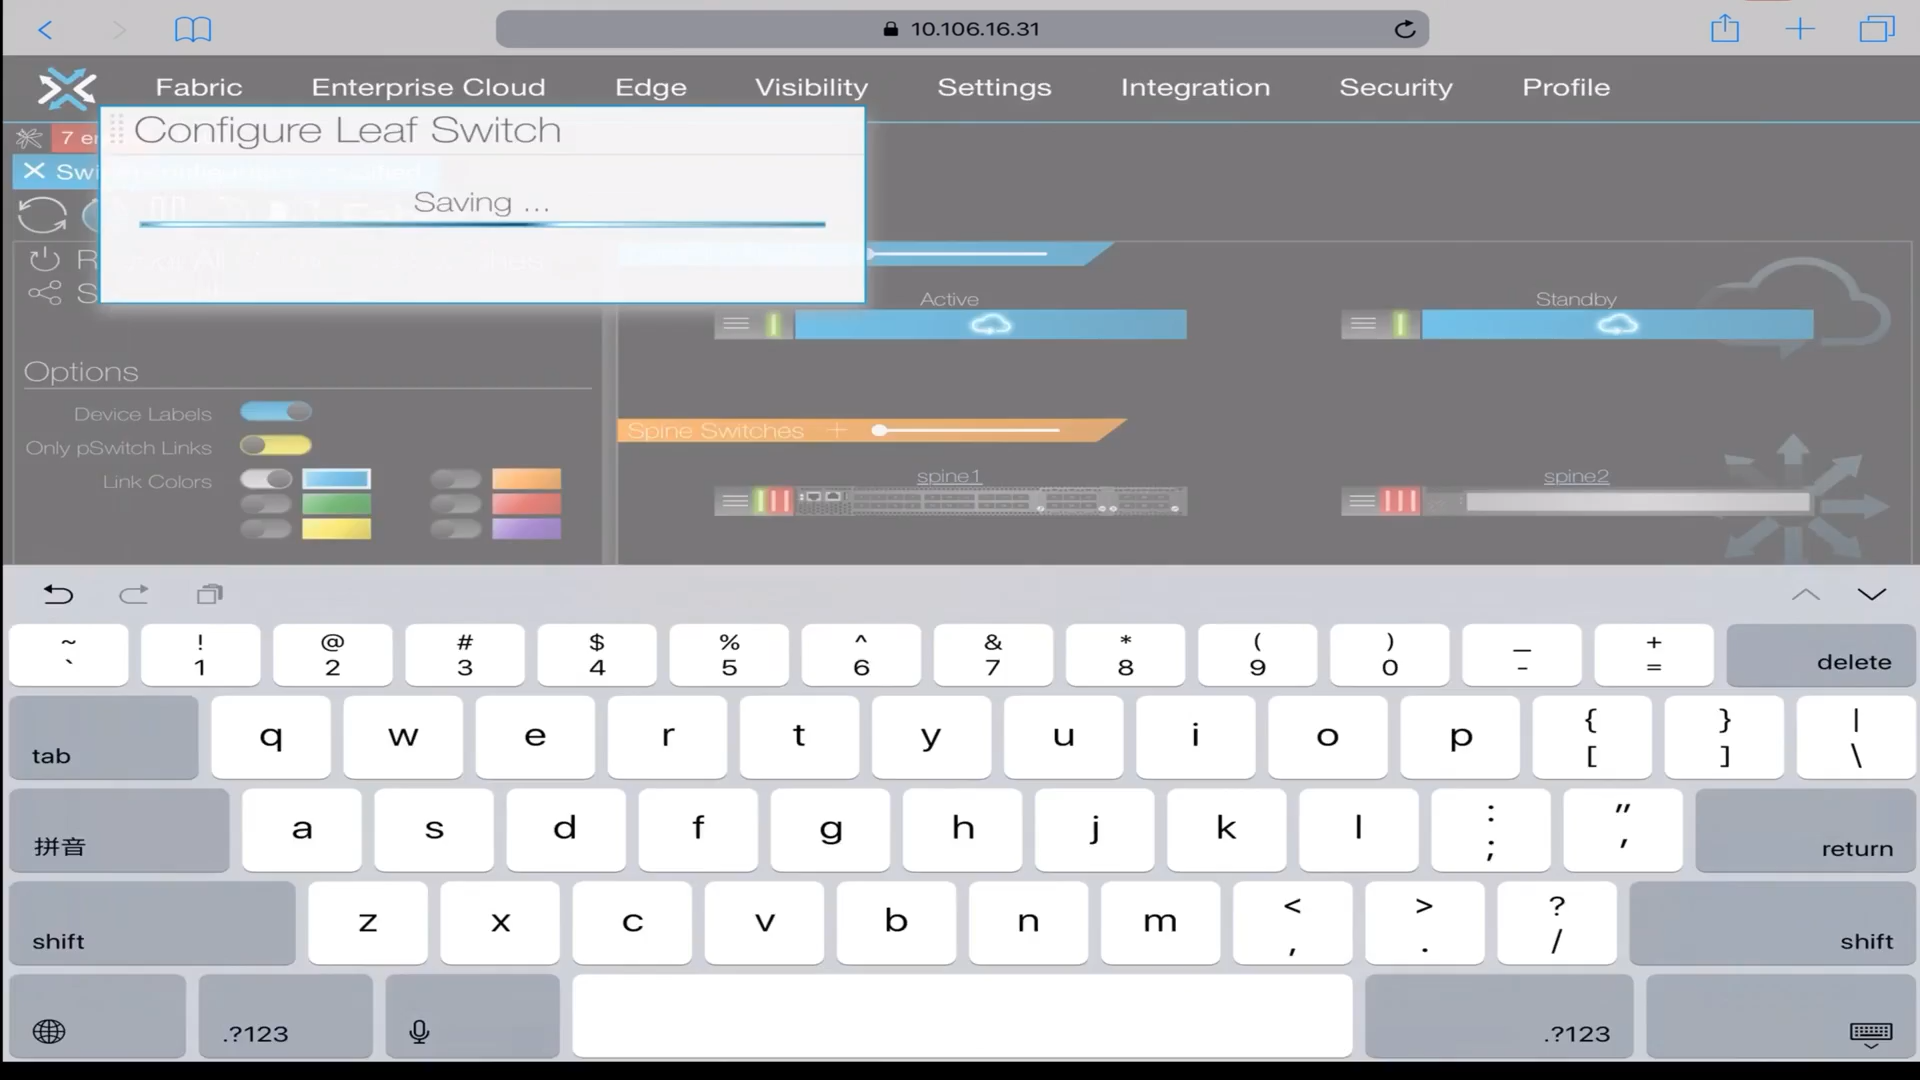 10.106.16.31
Fabric Enterprise Cloud Edge Visibility Settings Integration Security Profile
7
Configure Leaf Switch
Saving ...
Active
Standby
Options
Device Labels
Only pSwitch Links
Link Colors
Spine Switches +
spine1
spine2
~ ! @ # $ % ^ & * ( ) _ +
` 1 2 3 4 5 6 7 8 9 0 - = delete
tab q w e r t y u i o p { [ } ] | \
拼音 a s d f g h j k l : ; " ' return
shift z x c v b n m < , > . ? / shift
.?123 .?123